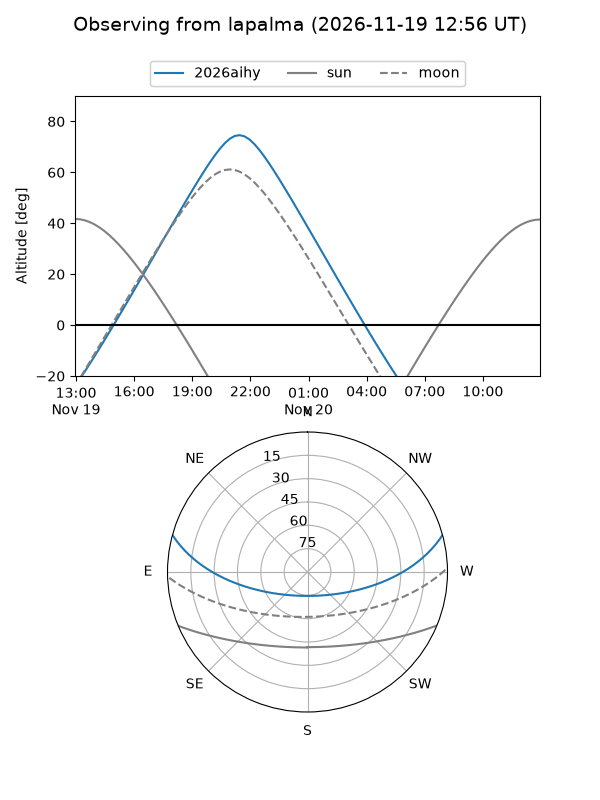 Observing from lapalma (2026-11-19 12:56 UT)
2026aihy sun moon
Altitude [deg]
80
60
40
20
0
−20
13:00 16:00 19:00 22:00 01:00 04:00 07:00 10:00
Nov 19 Nov 20
N
NE NW
15
30
45
60
75
E W
SE SW
S